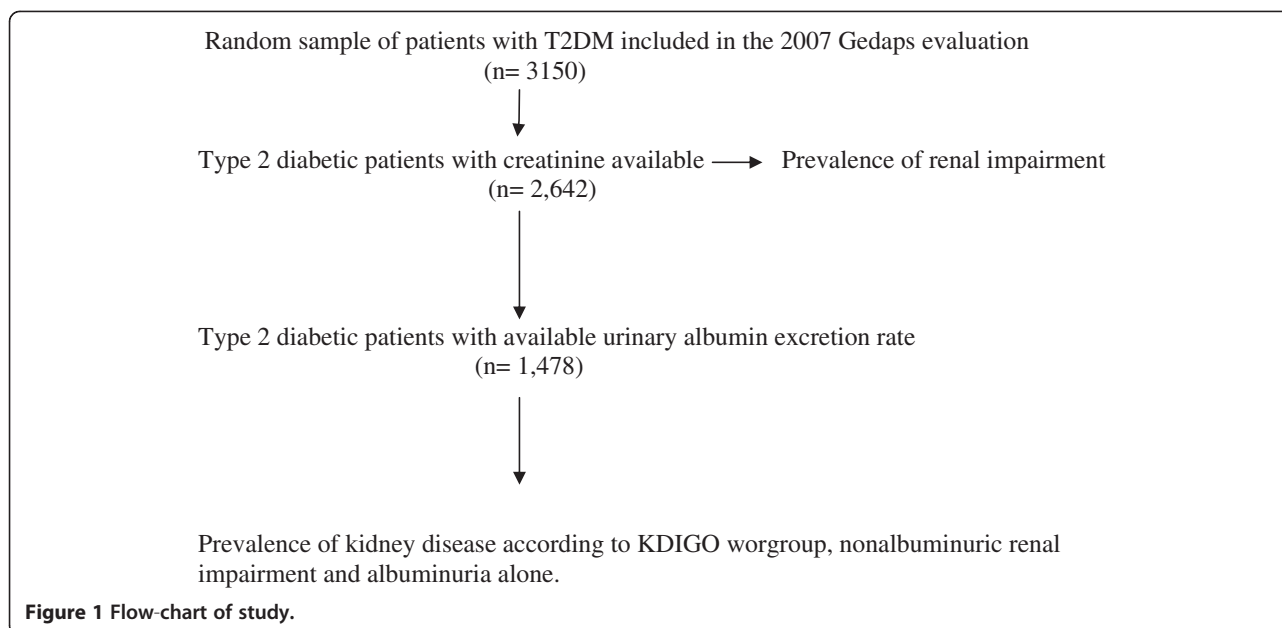 Random sample of patients with T2DM included in the 2007 Gedaps evaluation
(n= 3150)
Type 2 diabetic patients with creatinine available
Prevalence of renal impairment
(n= 2,642)
Type 2 diabetic patients with available urinary albumin excretion rate
(n= 1,478)
Prevalence of kidney disease according to KDIGO worgroup, nonalbuminuric renal
impairment and albuminuria alone.
Figure 1 Flow-chart of study.